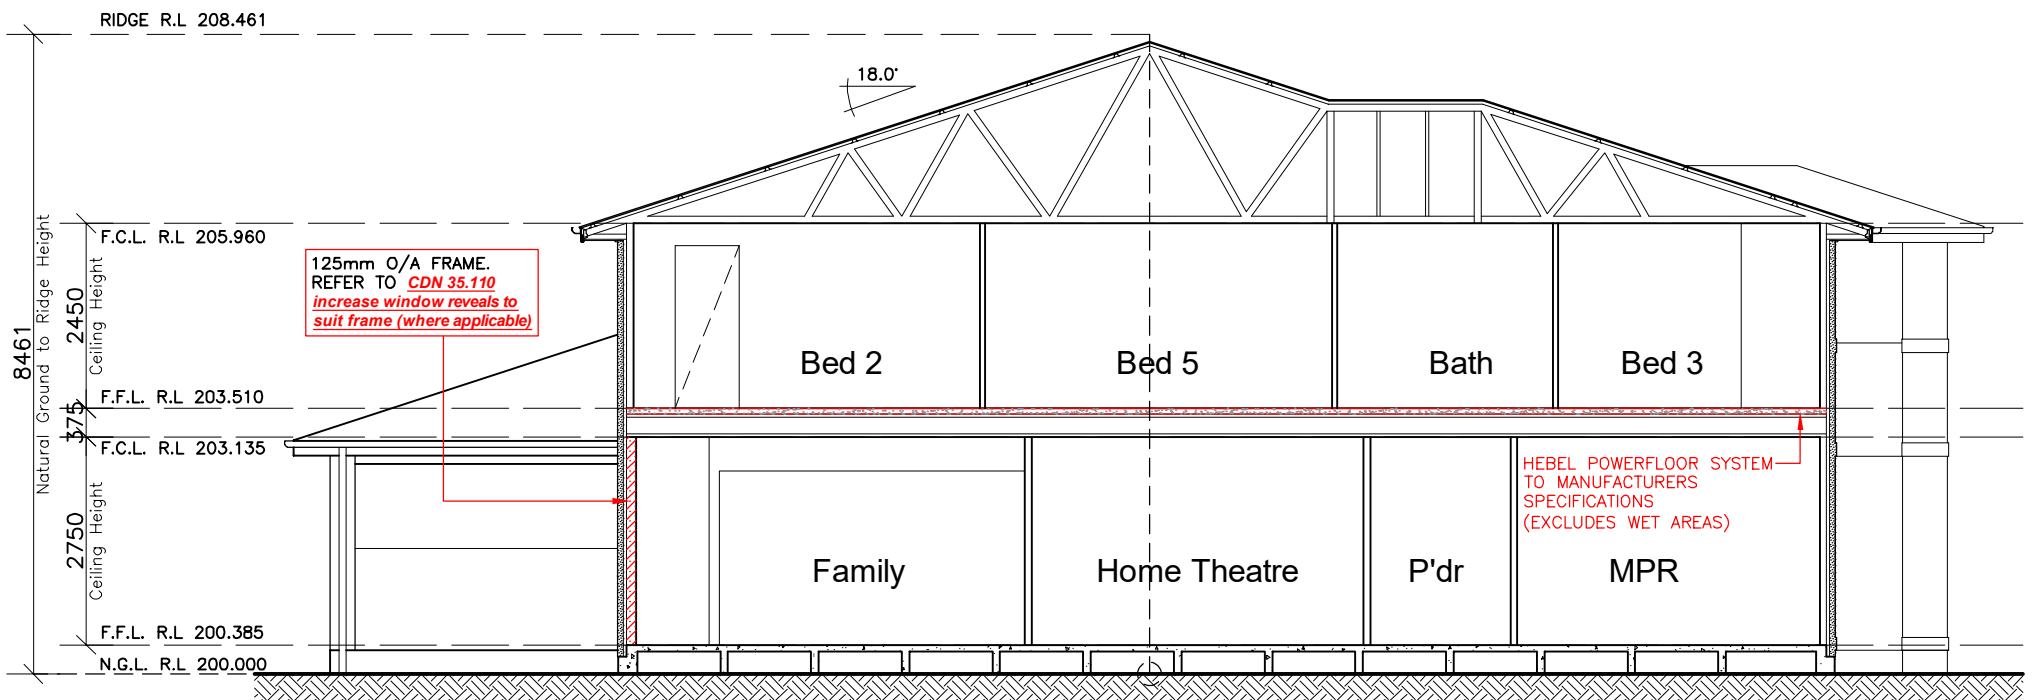 RIDGE R.L 208.461
18.0°
F.C.L. R.L 205.960
125mm O/A FRAME.
REFER TO CDN 35.110
increase window reveals to
suit frame (where applicable)
8461
Natural Ground to Ridge Height
2450
Ceiling Height
Bed 2
Bed 5
Bath
Bed 3
F.F.L. R.L 203.510
375
F.C.L. R.L 203.135
HEBEL POWERFLOOR SYSTEM
TO MANUFACTURERS
SPECIFICATIONS
(EXCLUDES WET AREAS)
2750
Ceiling Height
Family
Home Theatre
P'dr
MPR
F.F.L. R.L 200.385
N.G.L. R.L 200.000